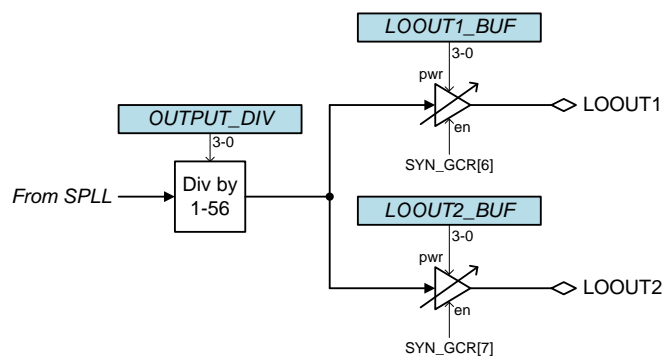 LOOUT1_BUF
3-0
pwr
LOOUT1
en
SYN_GCR[6]
OUTPUT_DIV
3-0
From SPLL
Div by
1-56
LOOUT2_BUF
3-0
pwr
LOOUT2
en
SYN_GCR[7]